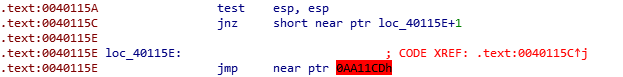 .text:0040115A test esp, esp
.text:0040115C jnz short near ptr loc_40115E+1
.text:0040115E
.text:0040115E loc_40115E: ; CODE XREF: .text:0040115C↑j
.text:0040115E jmp near ptr 0AA11CDh